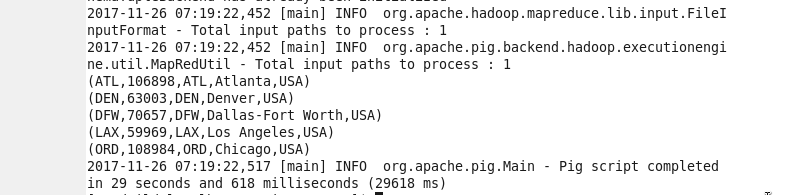 2017-11-26 07:19:22,452 [main] INFO  org.apache.hadoop.mapreduce.lib.input.FileI
nputFormat - Total input paths to process : 1
2017-11-26 07:19:22,452 [main] INFO  org.apache.pig.backend.hadoop.executionengi
ne.util.MapRedUtil - Total input paths to process : 1
(ATL,106898,ATL,Atlanta,USA)
(DEN,63003,DEN,Denver,USA)
(DFW,70657,DFW,Dallas-Fort Worth,USA)
(LAX,59969,LAX,Los Angeles,USA)
(ORD,108984,ORD,Chicago,USA)
2017-11-26 07:19:22,517 [main] INFO  org.apache.pig.Main - Pig script completed
in 29 seconds and 618 milliseconds (29618 ms)